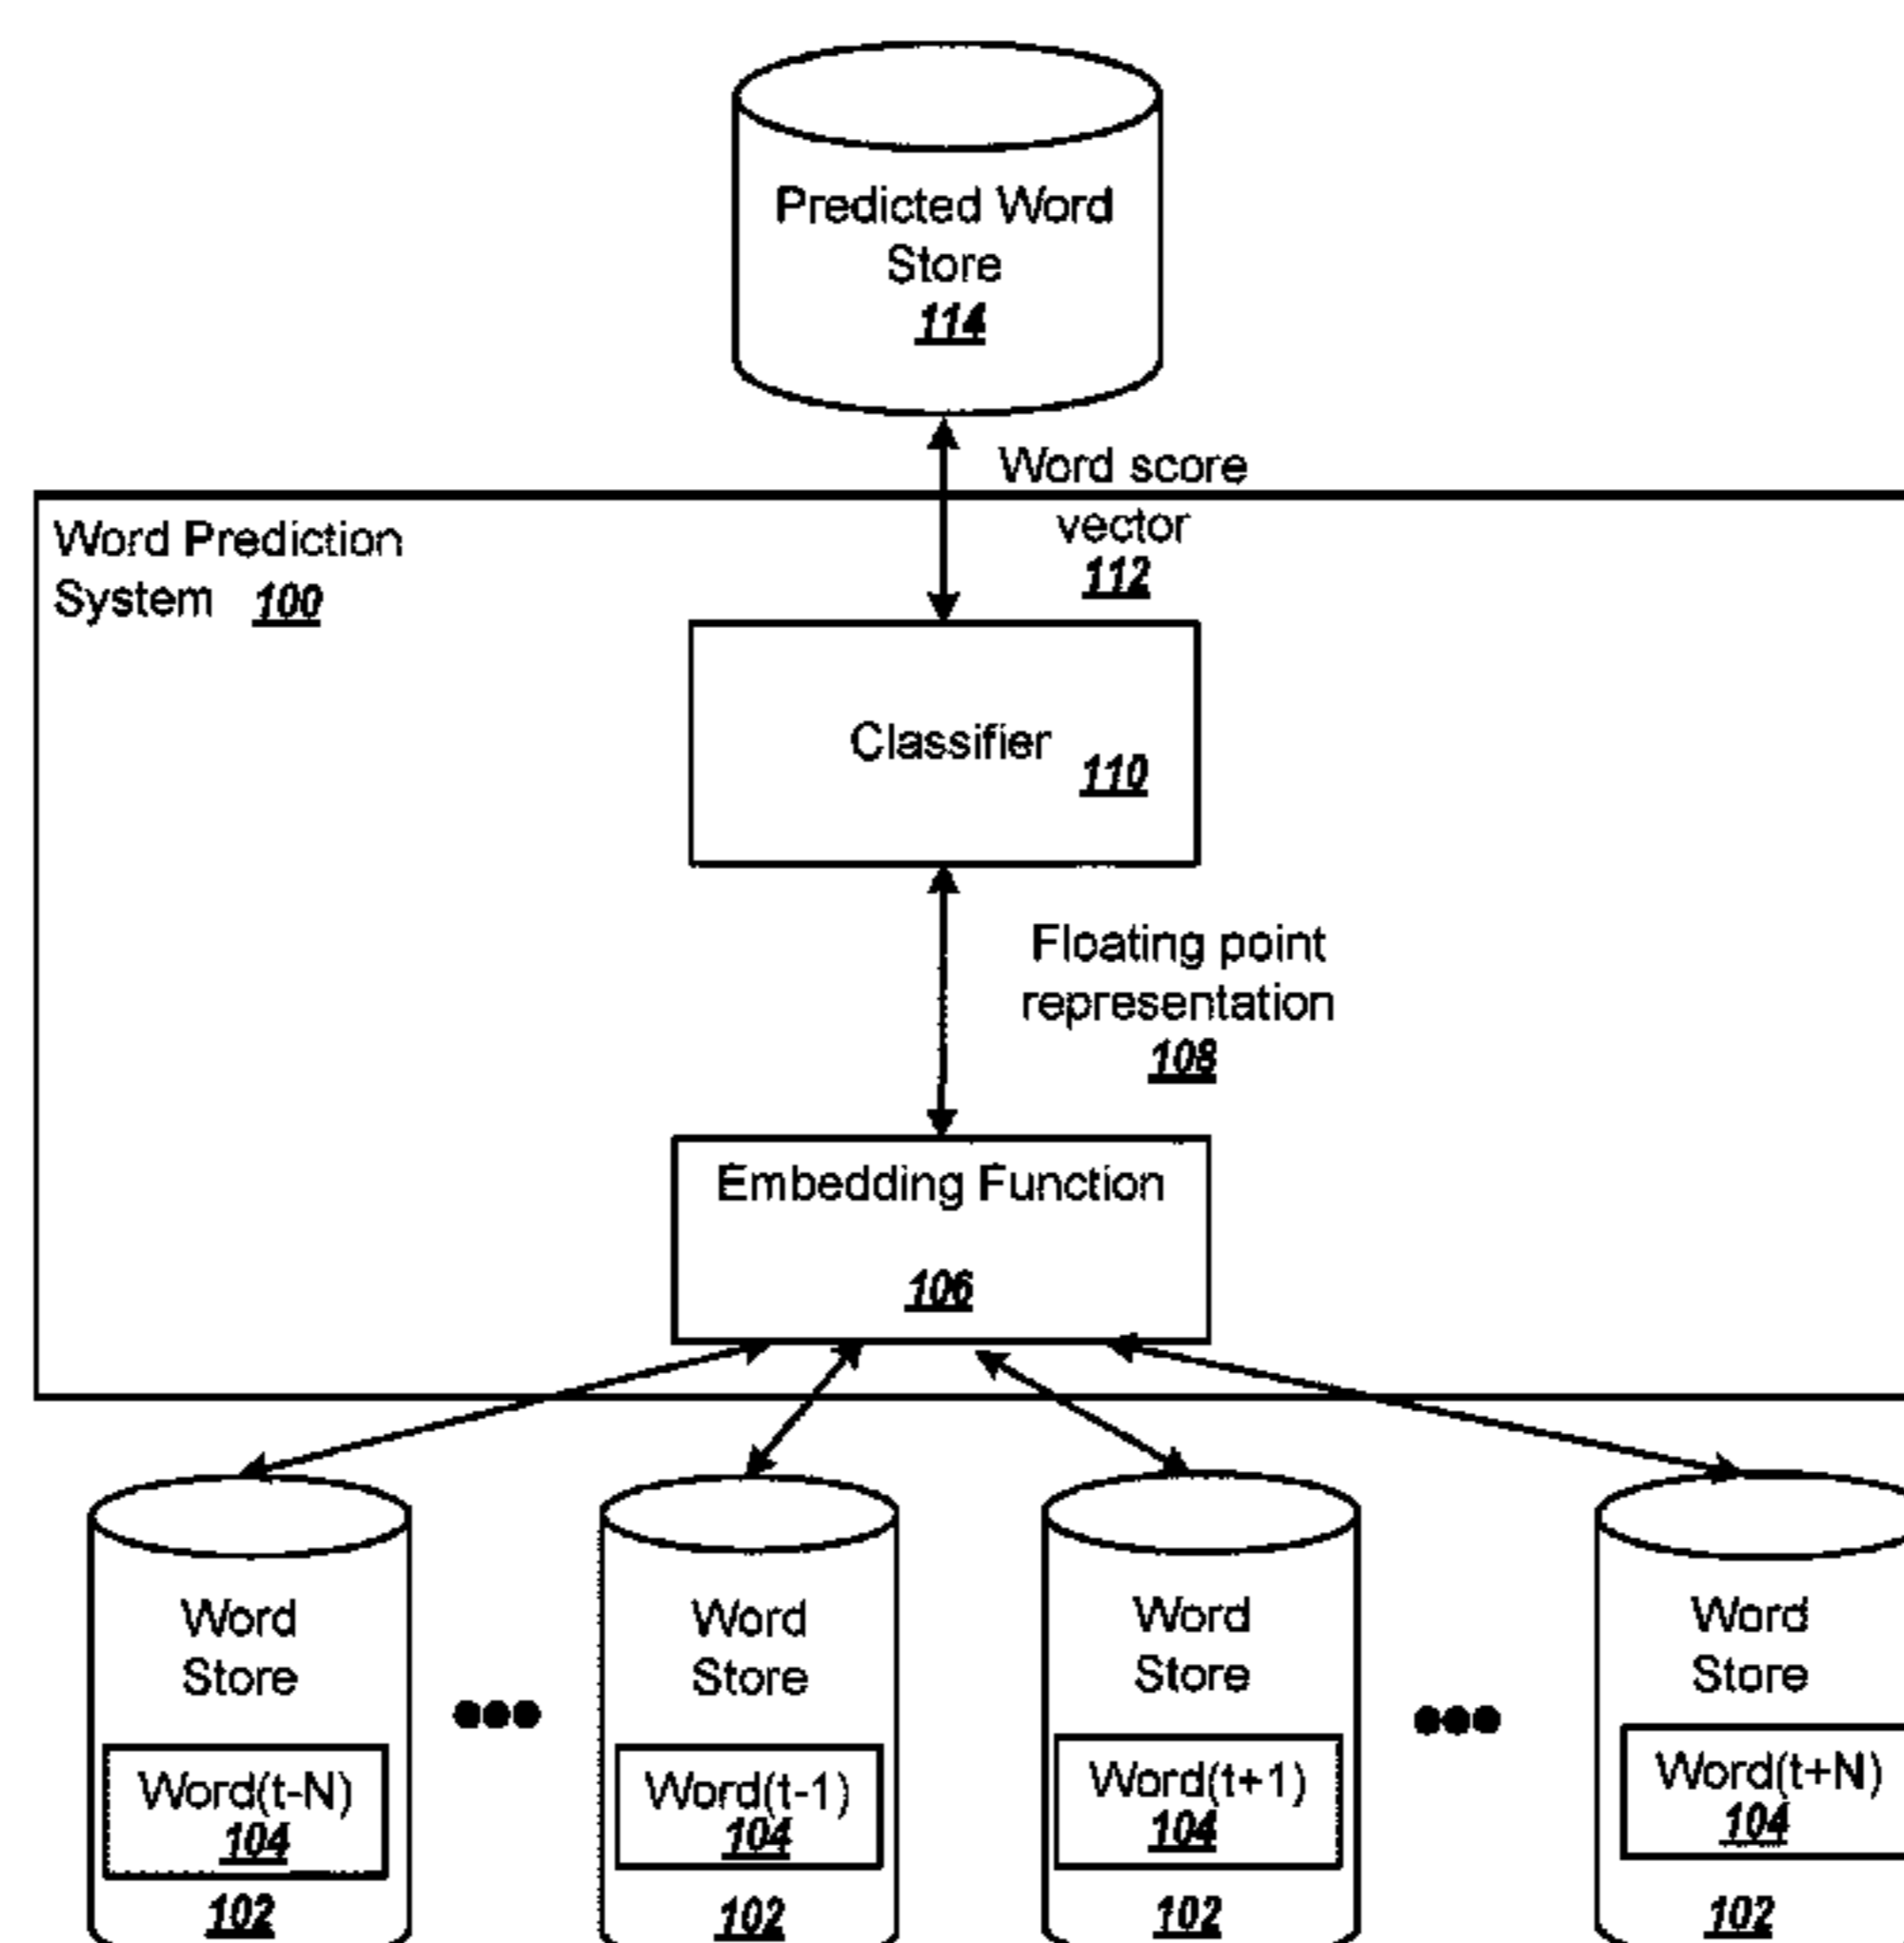 Predicted Word
Store
114
Word score
vector
112
Word Prediction
System 100
Classifier 110
Floating point
representation
108
Embedding Function
106
Word
Store
Word(t-N)
104
102
Word
Store
Word(t-1)
104
102
Word
Store
Word(t+1)
104
102
Word
Store
Word(t+N)
104
102